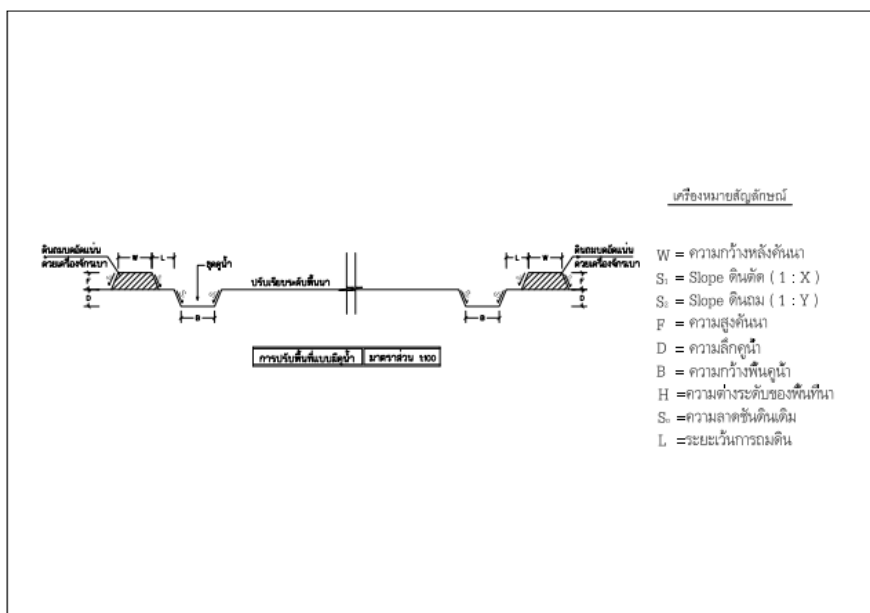 เครื่องหมายสัญลักษณ์
ดินถมบดอัดแน่น
ด้วยเครื่องจักรเบา
W
L
F
D
B
ขุดคูน้ำ
ปรับเรียบระดับพื้นนา
L
W
ดินถมบดอัดแน่น
ด้วยเครื่องจักรเบา
F
D
B
การปรับพื้นที่แบบมีคูน้ำ มาตราส่วน 1:100
W = ความกว้างหลังคันนา
S₁ = Slope ดินตัด ( 1 : X )
S₂ = Slope ดินถม ( 1 : Y )
F = ความสูงคันนา
D = ความลึกคูน้ำ
B = ความกว้างพื้นคูน้ำ
H =ความต่างระดับของพื้นที่นา
S₀ =ความลาดชันดินเดิม
L =ระยะเว้นการถมดิน